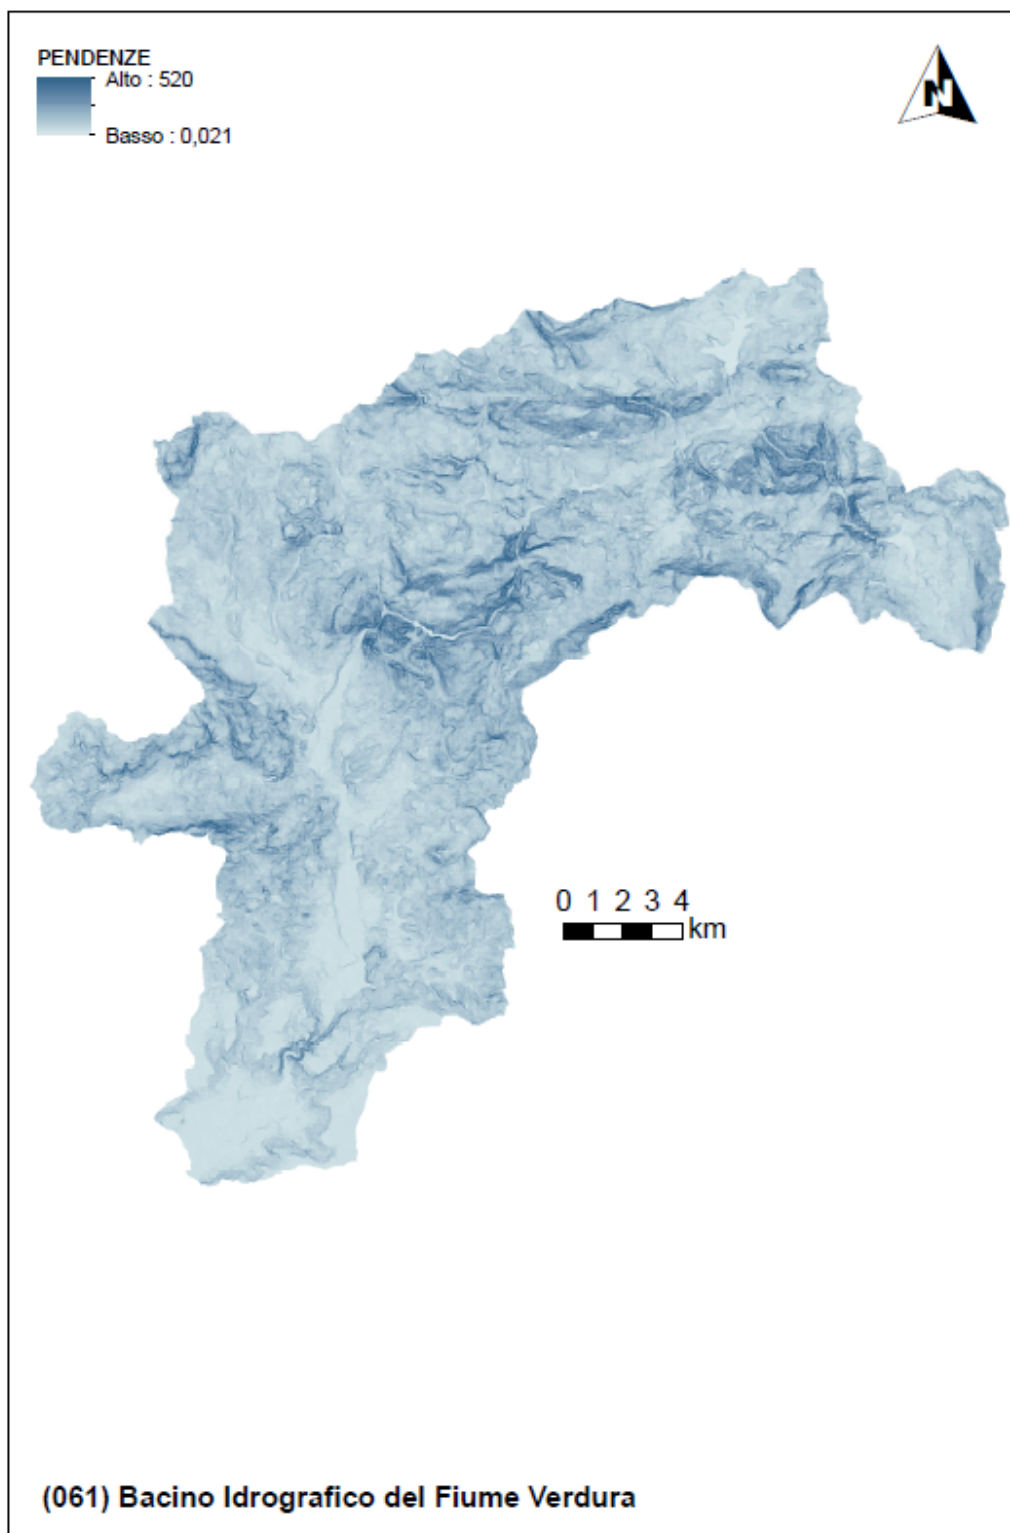 PENDENZE
Alto : 520
Basso : 0,021
N
0 1 2 3 4
km
(061) Bacino Idrografico del Fiume Verdura